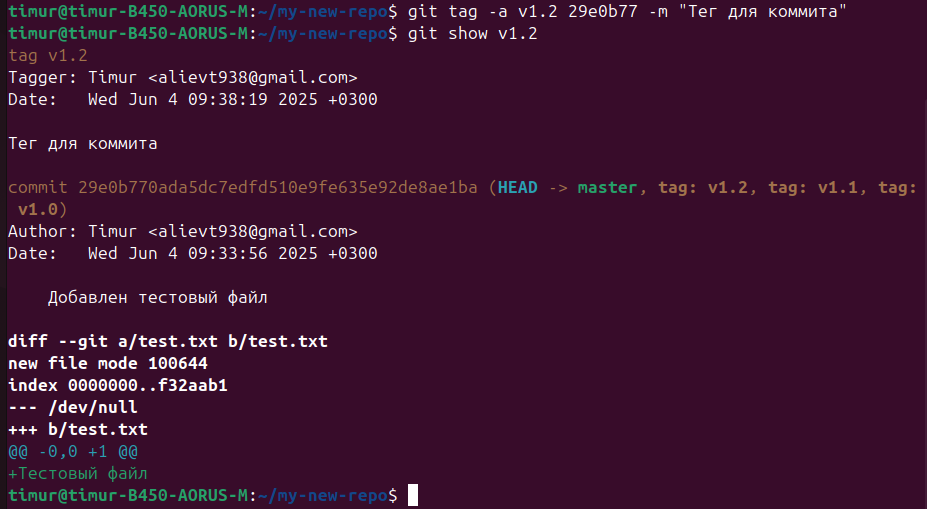 timur@timur-B450-AORUS-M:~/my-new-repo$ git tag -a v1.2 29e0b77 -m "Тег для коммита"
timur@timur-B450-AORUS-M:~/my-new-repo$ git show v1.2
tag v1.2
Tagger: Timur <alievt938@gmail.com>
Date:   Wed Jun 4 09:38:19 2025 +0300
Тег для коммита
commit 29e0b770ada5dc7edfd510e9fe635e92de8ae1ba (HEAD -> master, tag: v1.2, tag: v1.1, tag:
 v1.0)
Author: Timur <alievt938@gmail.com>
Date:   Wed Jun 4 09:33:56 2025 +0300
    Добавлен тестовый файл
diff --git a/test.txt b/test.txt
new file mode 100644
index 0000000..f32aab1
--- /dev/null
+++ b/test.txt
@@ -0,0 +1 @@
+Тестовый файл
timur@timur-B450-AORUS-M:~/my-new-repo$